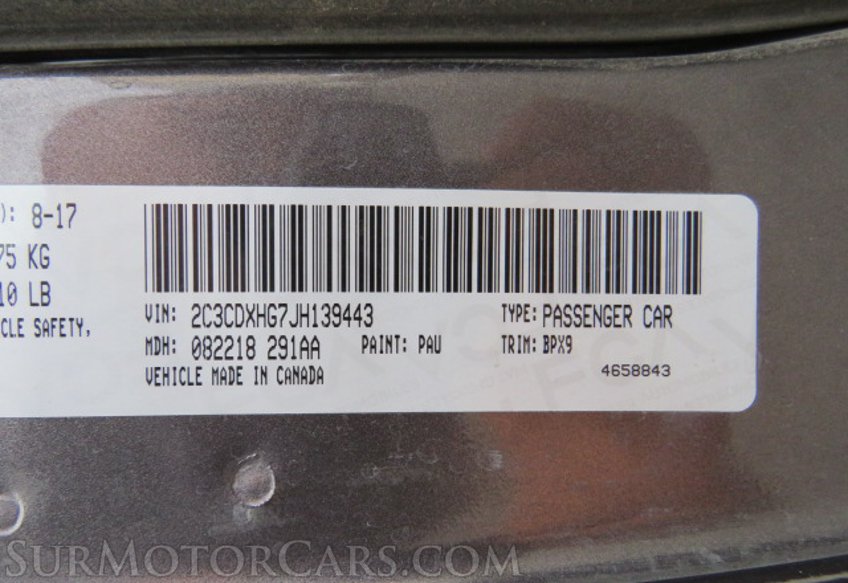 ): 8-17
75 KG
10 LB
CLE SAFETY,
VIN: 2C3CDXHG7JH139443
TYPE: PASSENGER CAR
MDH: 082218 291AA
PAINT: PAU
TRIM: BPX9
VEHICLE MADE IN CANADA
4658843
SURMOTORCARS.COM